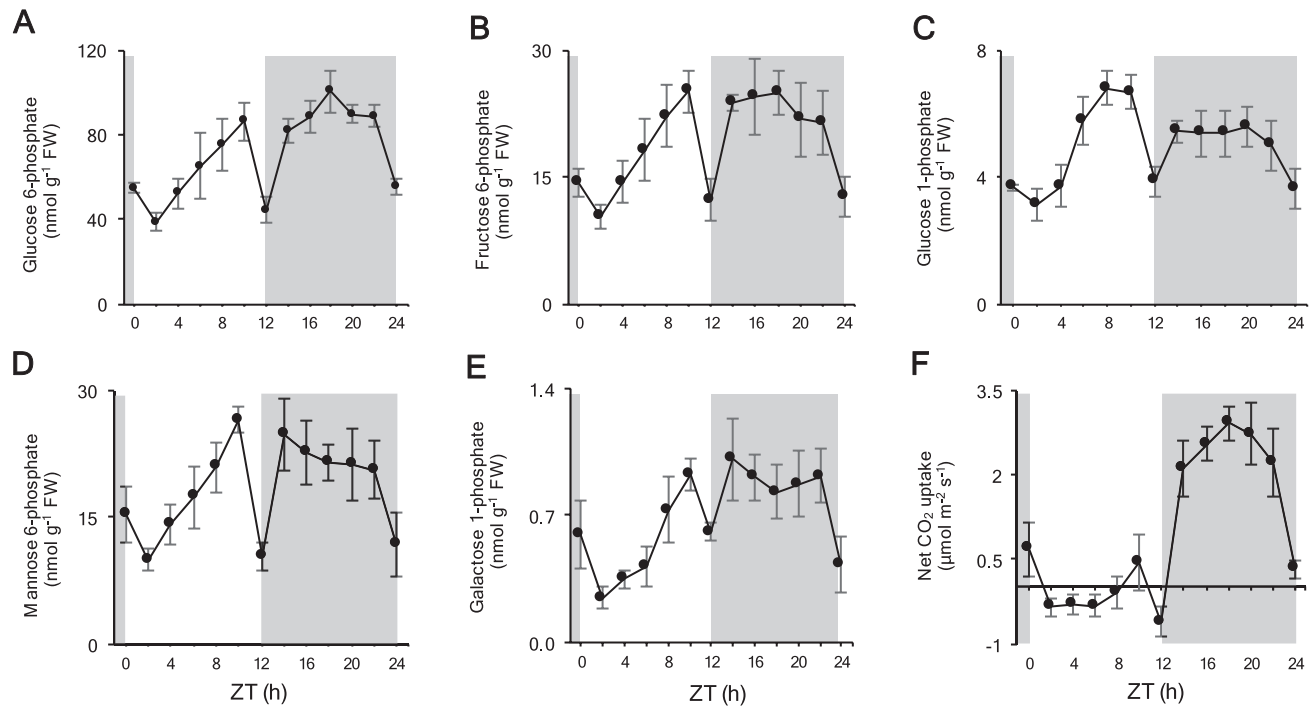 A
Glucose 6-phosphate
(nmol g⁻¹ FW)
120
80
40
0
0 4 8 12 16 20 24
B
Fructose 6-phosphate
(nmol g⁻¹ FW)
30
15
0
0 4 8 12 16 20 24
C
Glucose 1-phosphate
(nmol g⁻¹ FW)
8
4
0
0 4 8 12 16 20 24
D
Mannose 6-phosphate
(nmol g⁻¹ FW)
30
15
0
0 4 8 12 16 20 24
ZT (h)
E
Galactose 1-phosphate
(nmol g⁻¹ FW)
1.4
0.7
0.0
0 4 8 12 16 20 24
ZT (h)
F
Net CO₂ uptake
(µmol m⁻² s⁻¹)
3.5
2
0.5
-1
0 4 8 12 16 20 24
ZT (h)